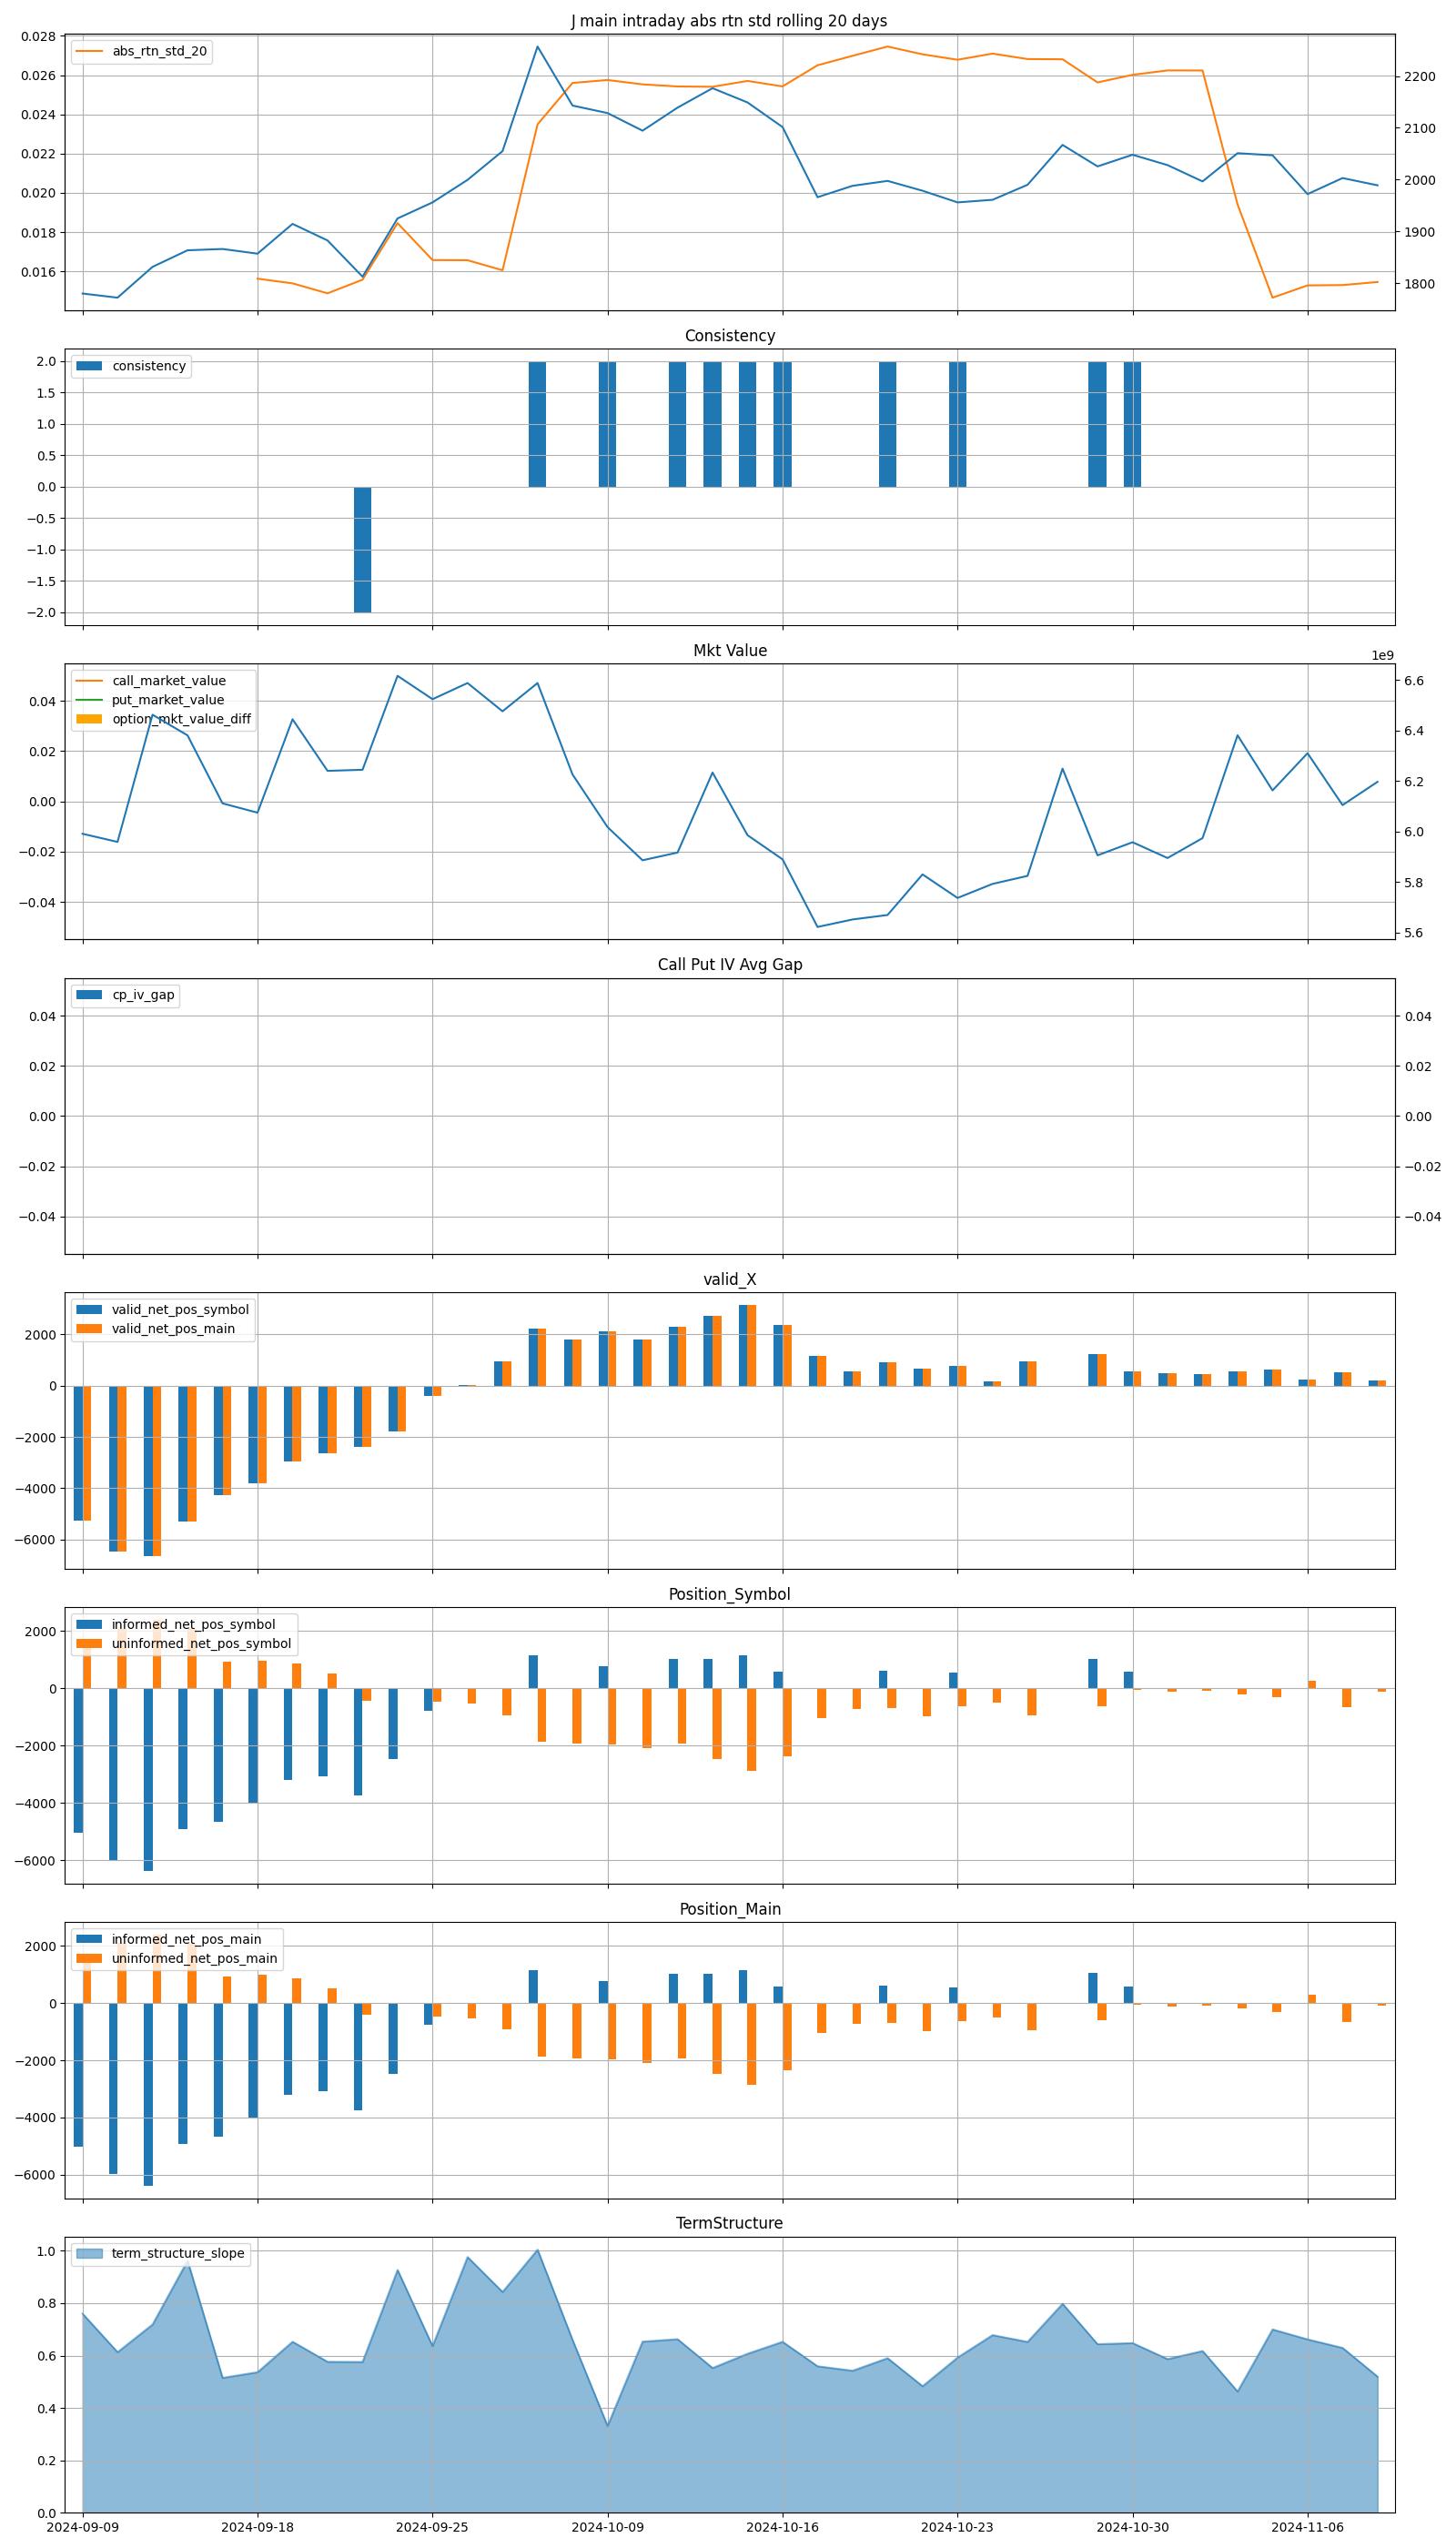 J main intraday abs rtn std rolling 20 days
abs_rtn_std_20
0.028
0.026
0.024
0.022
0.020
0.018
0.016
2200
2100
2000
1900
1800
Consistency
consistency
2.0
1.5
1.0
0.5
0.0
−0.5
−1.0
−1.5
−2.0
Mkt Value
1e9
call_market_value
put_market_value
option_mkt_value_diff
0.04
0.02
0.00
−0.02
−0.04
6.6
6.4
6.2
6.0
5.8
5.6
Call Put IV Avg Gap
cp_iv_gap
0.04
0.02
0.00
−0.02
−0.04
0.04
0.02
0.00
−0.02
−0.04
valid_X
valid_net_pos_symbol
valid_net_pos_main
2000
0
−2000
−4000
−6000
Position_Symbol
informed_net_pos_symbol
uninformed_net_pos_symbol
2000
0
−2000
−4000
−6000
Position_Main
informed_net_pos_main
uninformed_net_pos_main
2000
0
−2000
−4000
−6000
TermStructure
term_structure_slope
1.0
0.8
0.6
0.4
0.2
0.0
2024-09-09 2024-09-18 2024-09-25 2024-10-09 2024-10-16 2024-10-23 2024-10-30 2024-11-06